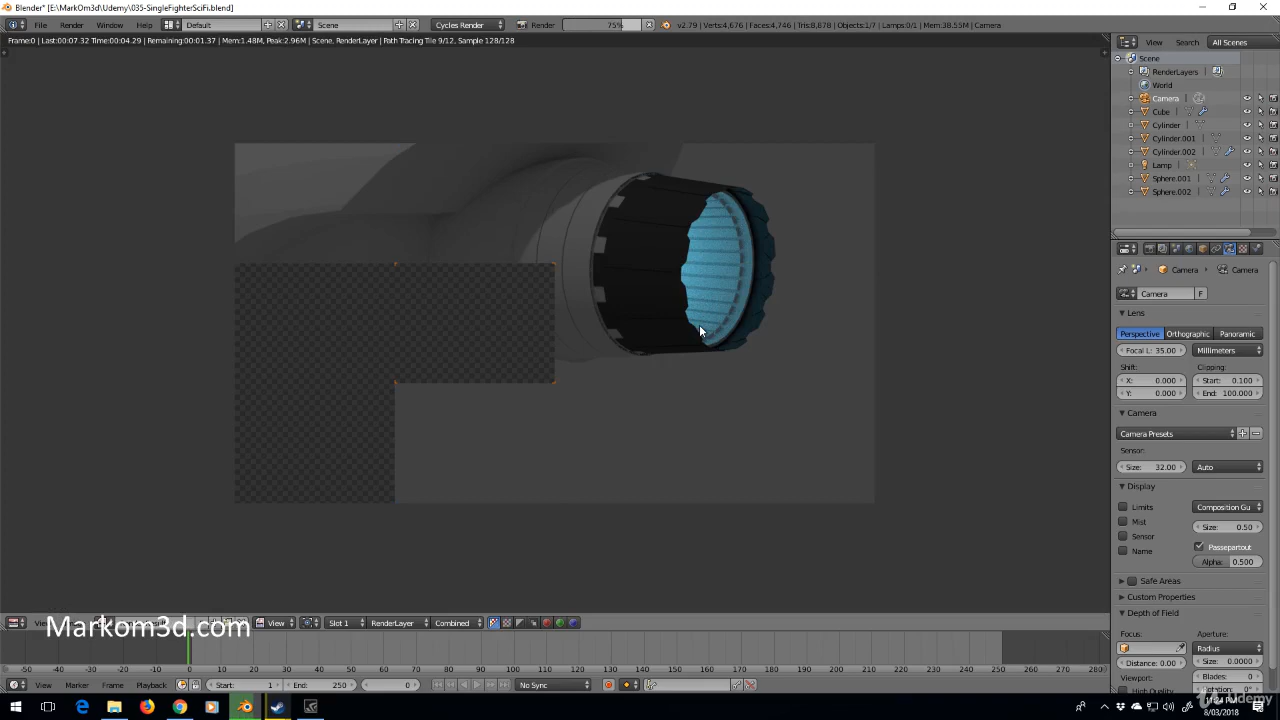 Blender* [E:\MarkOm3d\Udemy\035-SingleFighterSciFi.blend]
File Render Window Help Default Scene Cycles Render Render 75% v2.79 | Verts:4,676 | Faces:4,746 | Tris:8,878 | Objects:1/7 | Lamps:0/1 | Mem:38.55M | Camera
Frame:0 | Last:00:07.32 Time:00:04.29 | Remaining:00:01.37 | Mem:1.48M, Peak:2.96M | Scene, RenderLayer | Path Tracing Tile 9/12, Sample 128/128
View Search All Scenes
Scene
RenderLayers
World
Camera
Cube
Cylinder
Cylinder.001
Cylinder.002
Lamp
Sphere.001
Sphere.002
Camera Camera
Camera F
Lens
Perspective Orthographic Panoramic
Focal L: 35.00 Millimeters
Shift: Clipping:
X: 0.000 Start: 0.100
Y: 0.000 End: 100.000
Camera
Camera Presets
Sensor:
Size: 32.00 Auto
Display
Limits Composition Gu
Mist Size: 0.50
Sensor
Name Passepartout
Alpha: 0.500
Safe Areas
Custom Properties
Depth of Field
Focus: Aperture:
Radius
Distance: 0.00 Size: 0.0000
Viewport: Blades: 0
High Quality Rotation: 0°
Markom3d.com
View Slot 1 RenderLayer Combined
-50 -40 -30 -20 -10 0 10 20 30 40 50 60 70 80 90 100 110 120 130 140 150 160 170 180 190 200 210 220 230 240 250 260 270 280
View Marker Frame Playback Start: 1 End: 250 0 No Sync
11:24 PM
8/03/2018
Udemy